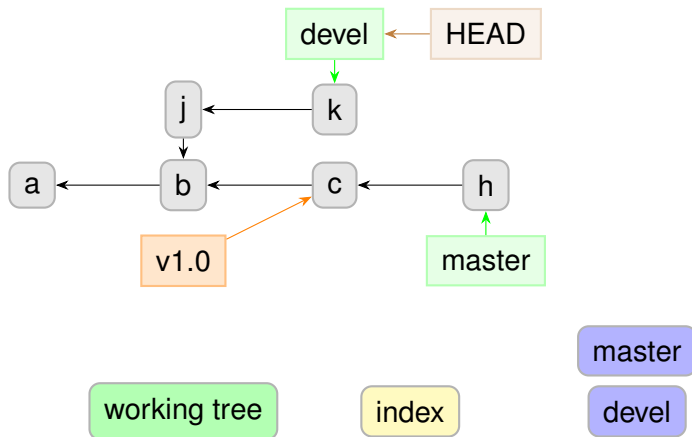 devel HEAD
j k
a b c h
v1.0 master
master
working tree index devel